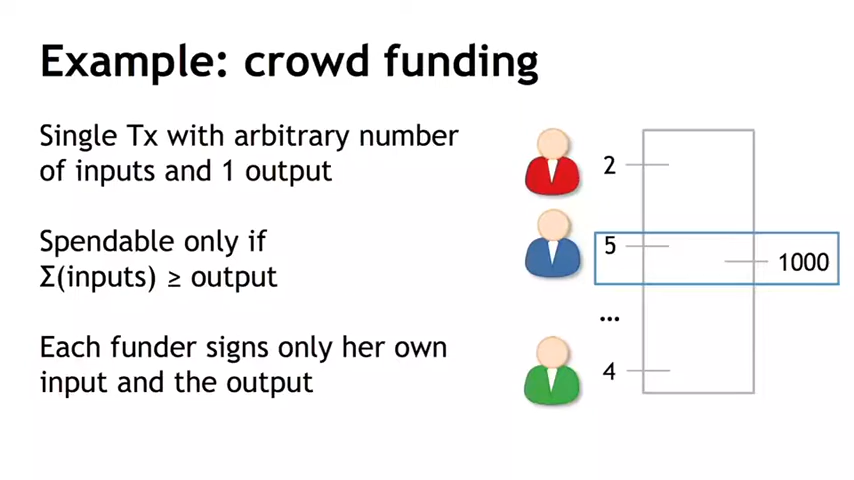 Example: crowd funding
Single Tx with arbitrary number
of inputs and 1 output
Spendable only if
Σ(inputs) ≥ output
Each funder signs only her own
input and the output
2
5
1000
...
4